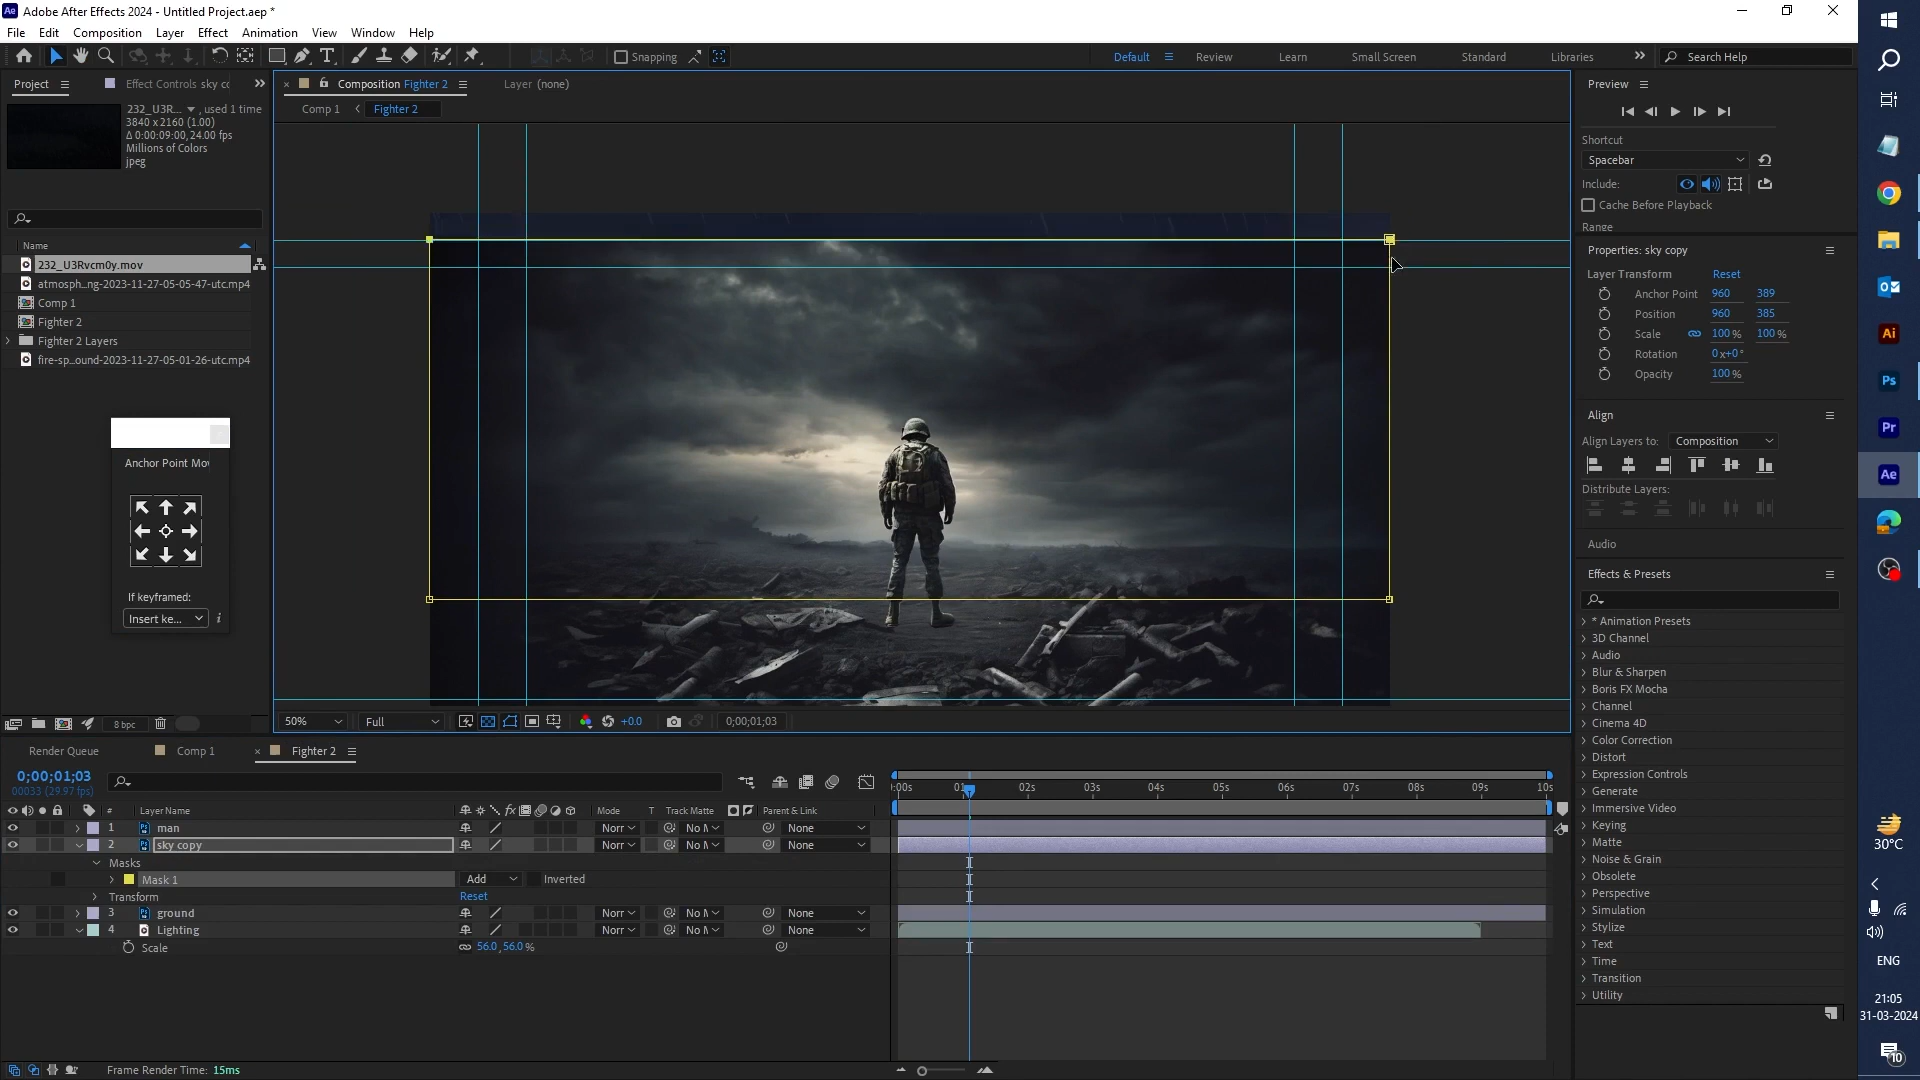 Ae Adobe After Effects 2024 - Untitled Project.aep *
File Edit Composition Layer Effect Animation View Window Help
Snapping
Default Review Learn Small Screen Standard Libraries Search Help
Project Effect Controls sky co
Composition Fighter 2 Layer (none)
Comp 1 Fighter 2
232_U3R... , used 1 time
3840 x 2160 (1.00)
Δ 0:00:09:00, 24.00 fps
Millions of Colors
jpeg
Name
232_U3Rvcm0y.mov
atmosph...ng-2023-11-27-05-05-47-utc.mp4
Comp 1
Fighter 2
Fighter 2 Layers
fire-sp...ound-2023-11-27-05-01-26-utc.mp4
Anchor Point Mov
If keyframed:
Insert ke...
i
8 bpc
50% Full +0.0 0;00;01;03
Preview
Shortcut
Spacebar
Include:
Cache Before Playback
Range
Properties: sky copy
Layer Transform Reset
Anchor Point 960 389
Position 960 385
Scale 100 % 100 %
Rotation 0x+0°
Opacity 100 %
Align
Align Layers to: Composition
Distribute Layers:
Audio
Effects & Presets
* Animation Presets
3D Channel
Audio
Blur & Sharpen
Boris FX Mocha
Channel
Cinema 4D
Color Correction
Distort
Expression Controls
Generate
Immersive Video
Keying
Matte
Noise & Grain
Obsolete
Perspective
Simulation
Stylize
Text
Time
Transition
Utility
Render Queue Comp 1 Fighter 2
0;00;01;03
00033 (29.97 fps)
# Layer Name fx Mode T Track Matte Parent & Link
:00s 01s 02s 03s 04s 05s 06s 07s 08s 09s 10s
1 man Norr No M None
2 sky copy Norr No M None
Masks
Mask 1 Add Inverted
Transform Reset
3 ground Norr No M None
4 Lighting Norr No M None
Scale 56.0, 56.0 %
Frame Render Time: 15ms
Ai
Ps
Pr
Ae
30°C
ENG
21:05
31-03-2024
10